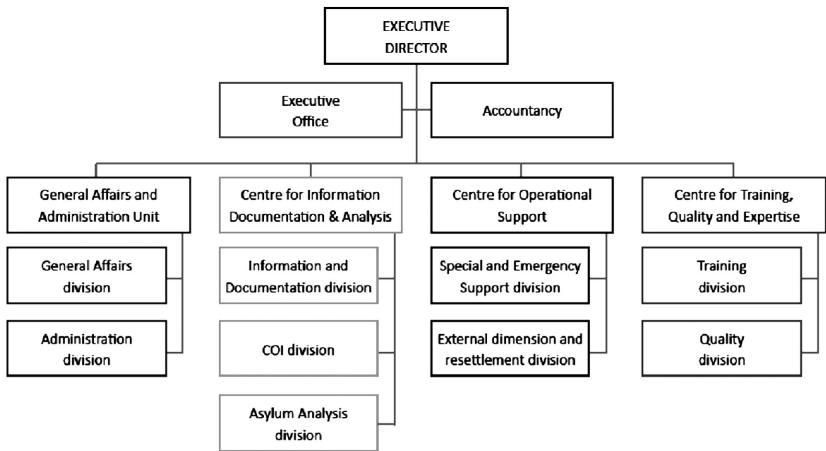 EXECUTIVE
DIRECTOR
Executive
Office
Accountancy
General Affairs and
Administration Unit
Centre for Information
Documentation & Analysis
Centre for Operational
Support
Centre for Training,
Quality and Expertise
General Affairs
division
Information and
Documentation division
Special and Emergency
Support division
Training
division
Administration
division
COI division
External dimension and
resettlement division
Quality
division
Asylum Analysis
division